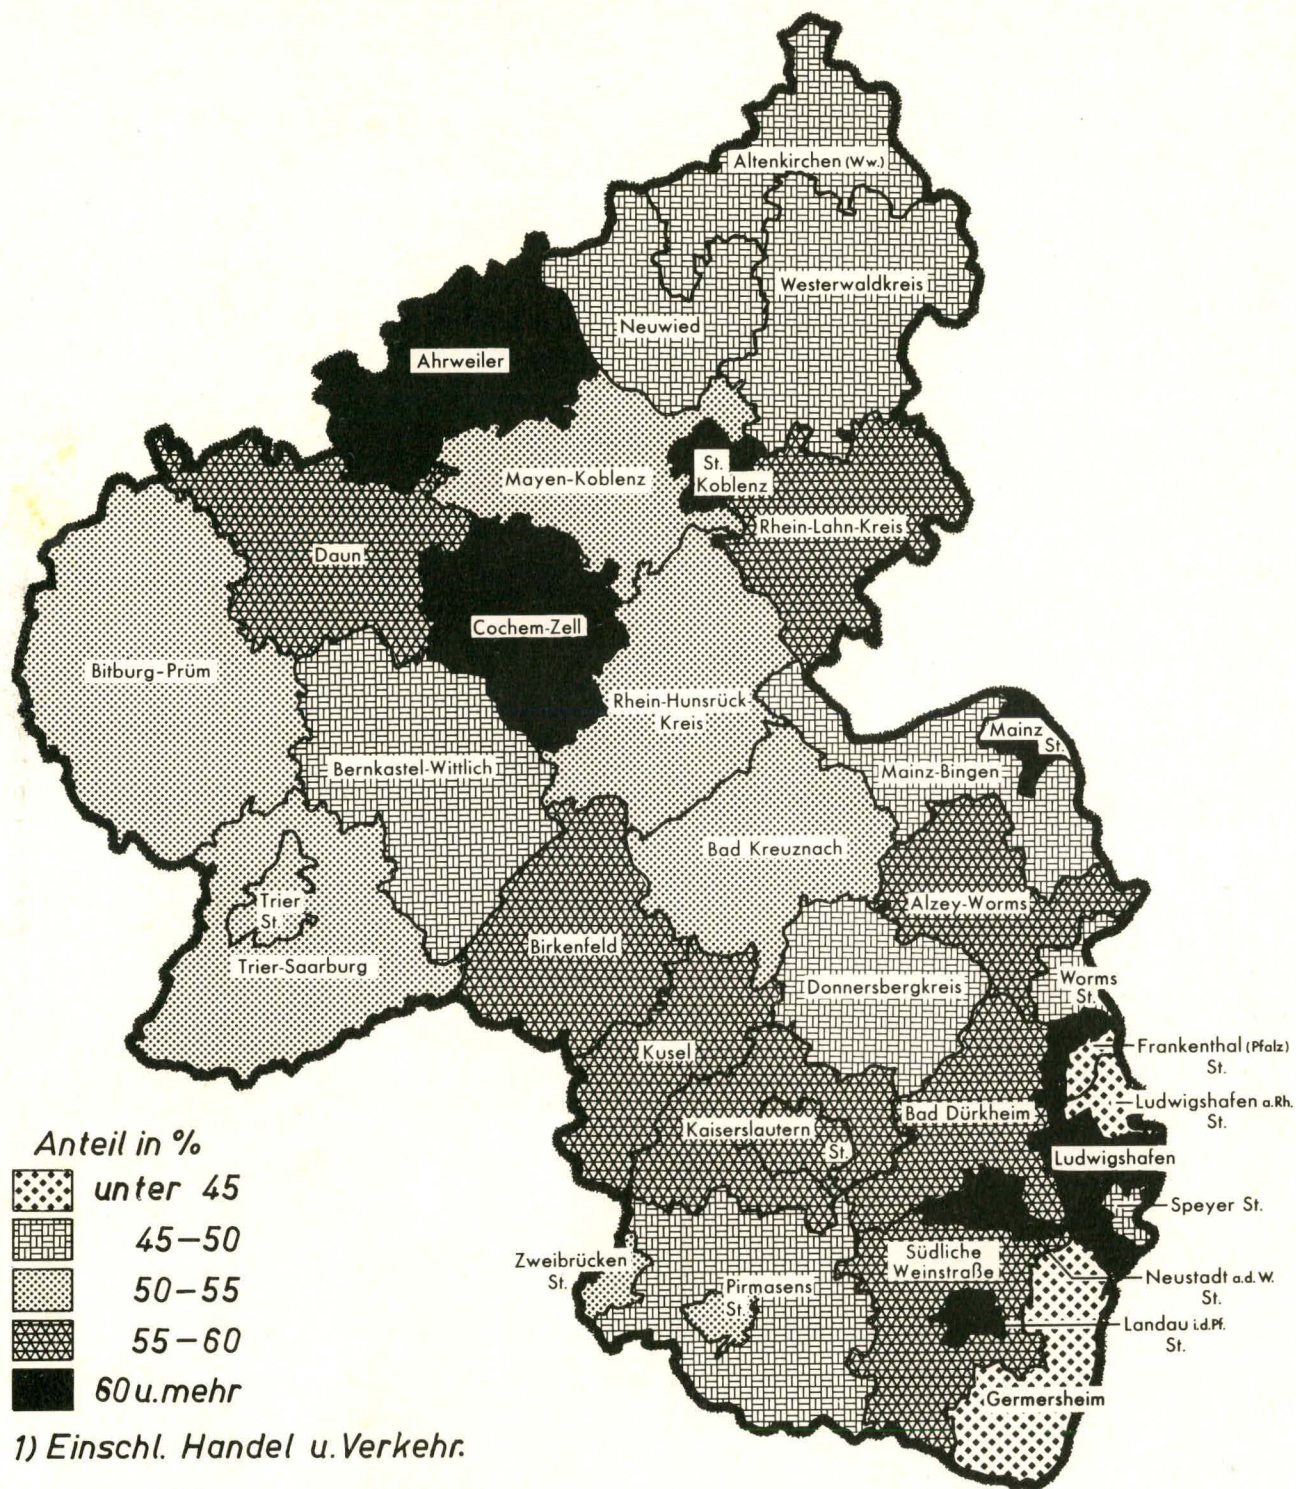 Altenkirchen (Ww.)
Westerwaldkreis
Neuwied
Ahrweiler
Mayen-Koblenz
St.
Koblenz
Rhein-Lahn-Kreis
Daun
Cochem-Zell
Bitburg-Prüm
Rhein-Hunsrück
Kreis
Mainz
St.
Bernkastel-Wittlich
Mainz-Bingen
Bad Kreuznach
Trier
St.
Alzey-Worms
Birkenfeld
Trier-Saarburg
Donnersbergkreis
Worms
St.
Kusel
Frankenthal (Pfalz)
St.
Ludwigshafen a.Rh.
St.
Bad Dürkheim
Kaiserslautern
St.
Ludwigshafen
Speyer St.
Zweibrücken
St.
Südliche
Weinstraße
Pirmasens
St.
Neustadt a.d.W.
St.
Landau i.d.Pf.
St.
Germersheim
Anteil in %
unter 45
45-50
50-55
55-60
60 u. mehr
1) Einschl. Handel u. Verkehr.